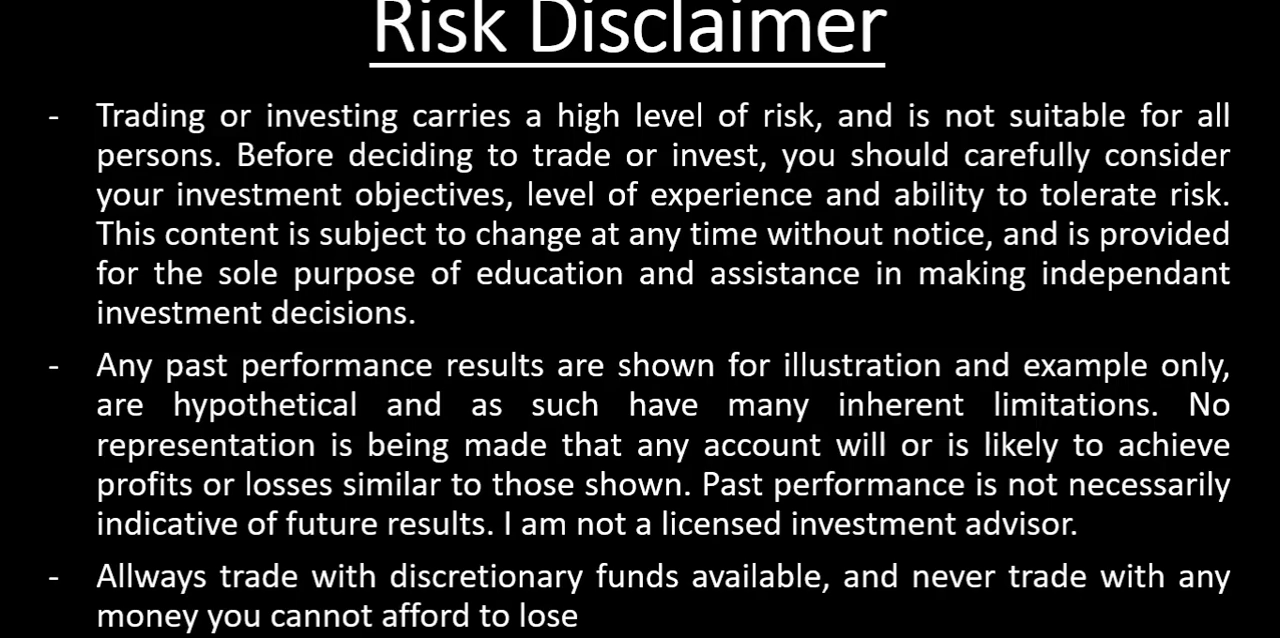 Risk Disclaimer
- Trading or investing carries a high level of risk, and is not suitable for all
persons. Before deciding to trade or invest, you should carefully consider
your investment objectives, level of experience and ability to tolerate risk.
This content is subject to change at any time without notice, and is provided
for the sole purpose of education and assistance in making independant
investment decisions.
- Any past performance results are shown for illustration and example only,
are hypothetical and as such have many inherent limitations. No
representation is being made that any account will or is likely to achieve
profits or losses similar to those shown. Past performance is not necessarily
indicative of future results. I am not a licensed investment advisor.
- Allways trade with discretionary funds available, and never trade with any
money you cannot afford to lose